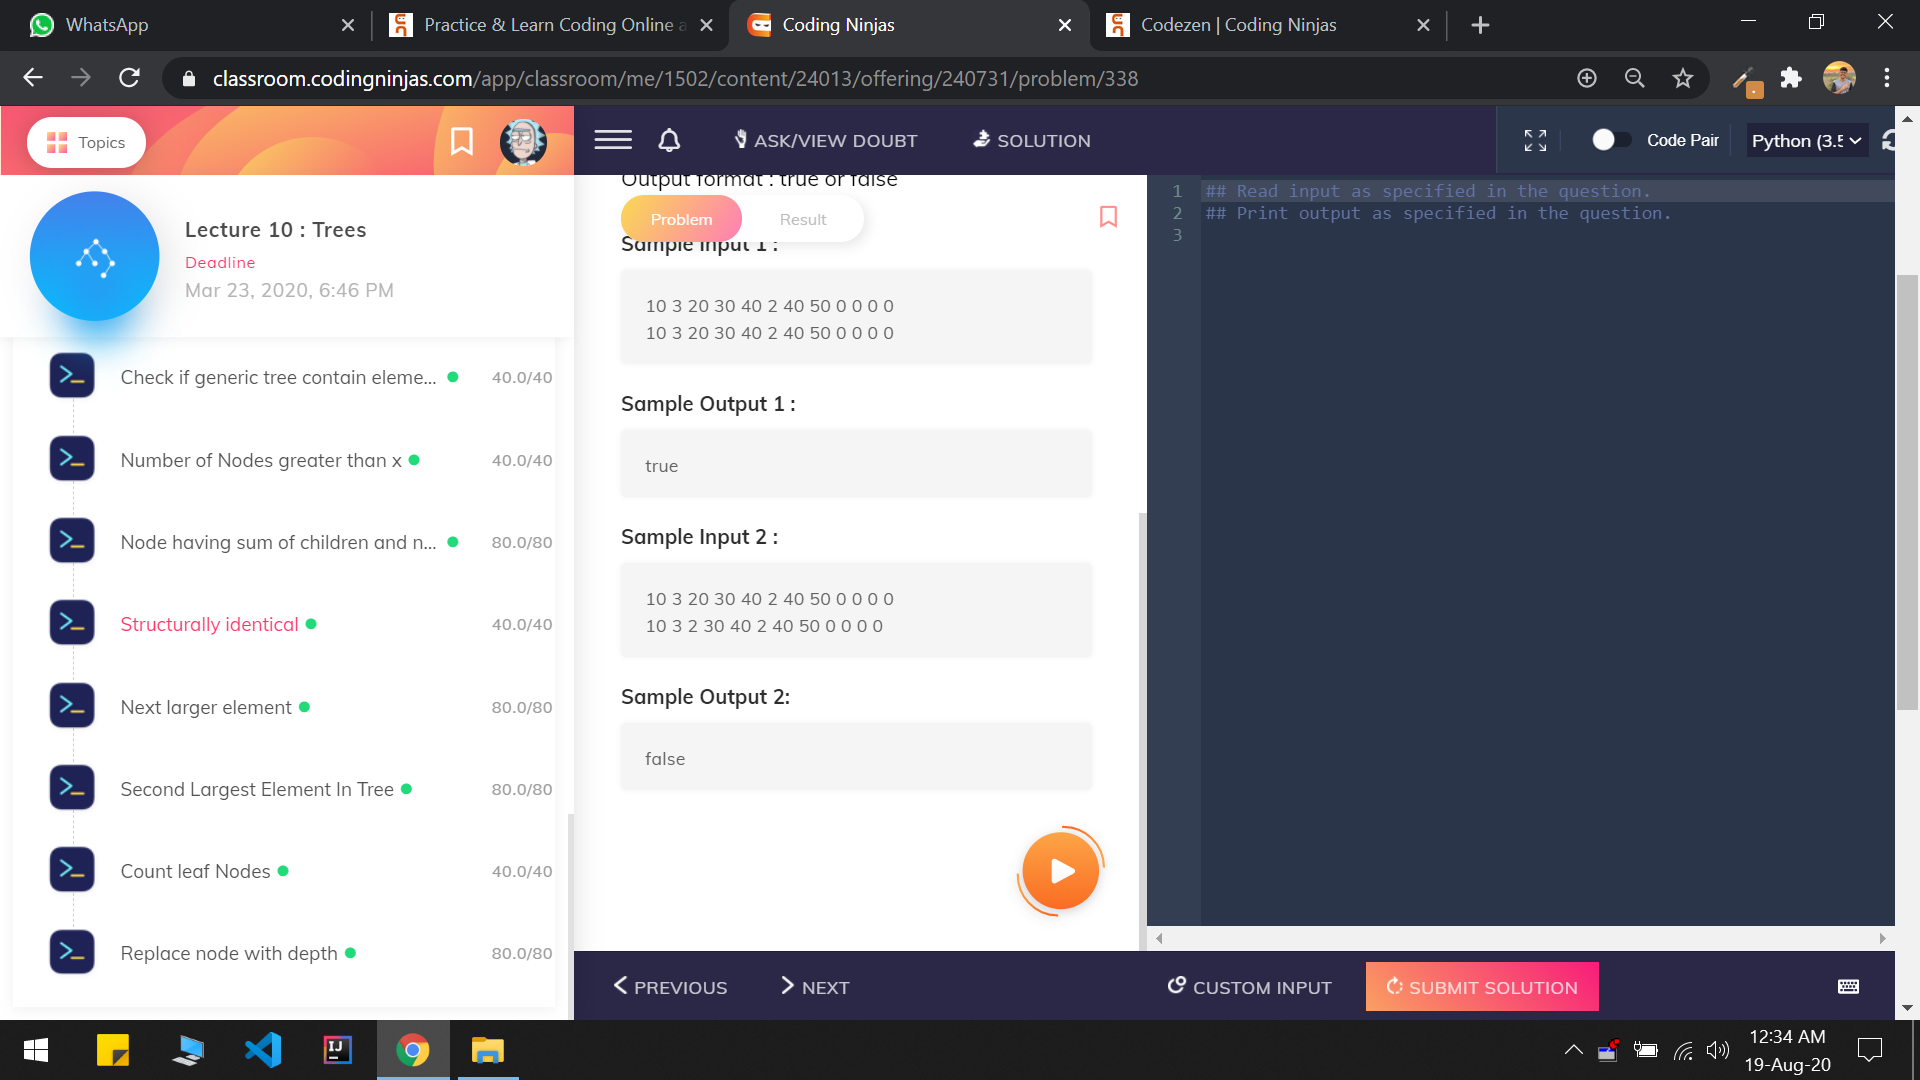 WhatsApp
Practice & Learn Coding Online a
Coding Ninjas
Codezen | Coding Ninjas
classroom.codingninjas.com/app/classroom/me/1502/content/24013/offering/240731/problem/338
Topics
ASK/VIEW DOUBT
SOLUTION
Code Pair
Python (3.5
Lecture 10 : Trees
Deadline
Mar 23, 2020, 6:46 PM
Check if generic tree contain eleme... 40.0/40
Number of Nodes greater than x 40.0/40
Node having sum of children and n... 80.0/80
Structurally identical 40.0/40
Next larger element 80.0/80
Second Largest Element In Tree 80.0/80
Count leaf Nodes 40.0/40
Replace node with depth 80.0/80
Output format : true or false
Problem
Result
Sample Input 1 :
10 3 20 30 40 2 40 50 0 0 0 0
10 3 20 30 40 2 40 50 0 0 0 0
Sample Output 1 :
true
Sample Input 2 :
10 3 20 30 40 2 40 50 0 0 0 0
10 3 2 30 40 2 40 50 0 0 0 0
Sample Output 2:
false
1 ## Read input as specified in the question.
2 ## Print output as specified in the question.
3
PREVIOUS
NEXT
CUSTOM INPUT
SUBMIT SOLUTION
IJ
12:34 AM
19-Aug-20